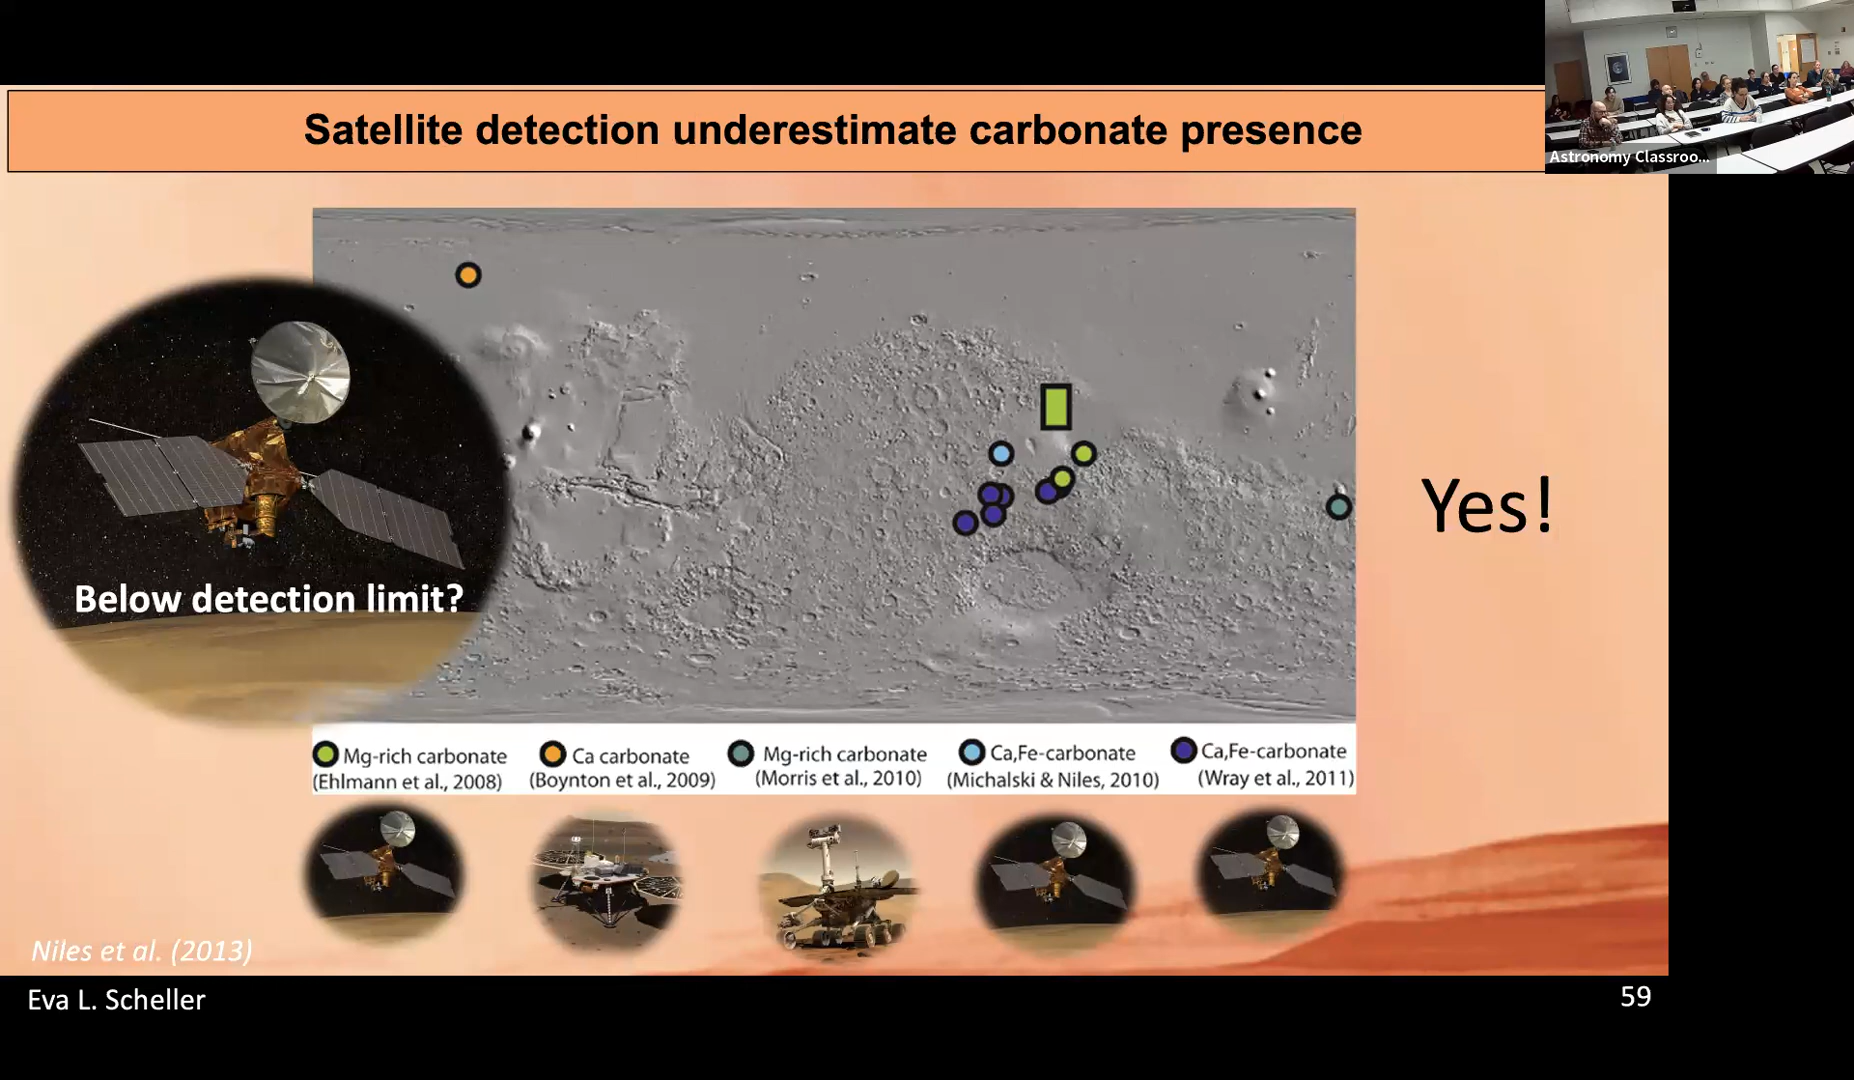 Satellite detection underestimate carbonate presence
Astronomy Classroo...
Yes!
Below detection limit?
Mg-rich carbonate
(Ehlmann et al., 2008)
Ca carbonate
(Boynton et al., 2009)
Mg-rich carbonate
(Morris et al., 2010)
Ca,Fe-carbonate
(Michalski & Niles, 2010)
Ca,Fe-carbonate
(Wray et al., 2011)
Niles et al. (2013)
Eva L. Scheller
59